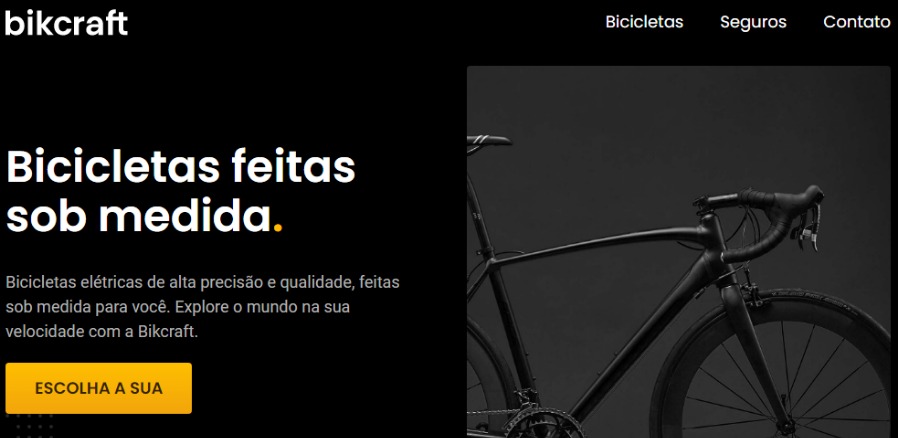 bikcraft
Bicicletas Seguros Contato
Bicicletas feitas
sob medida.
Bicicletas elétricas de alta precisão e qualidade, feitas
sob medida para você. Explore o mundo na sua
velocidade com a Bikcraft.
ESCOLHA A SUA